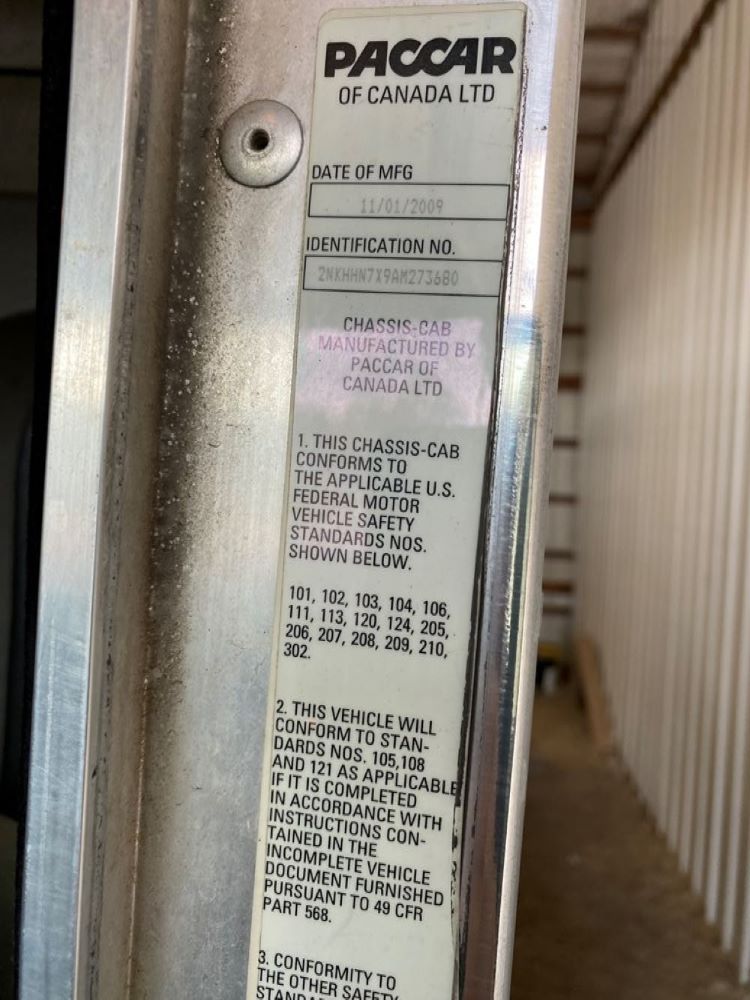 PACCAR
OF CANADA LTD
DATE OF MFG
11/01/2009
IDENTIFICATION NO.
2NKHHN7X9AM273680
CHASSIS-CAB
MANUFACTURED BY
PACCAR OF
CANADA LTD
1. THIS CHASSIS-CAB
CONFORMS TO
THE APPLICABLE U.S.
FEDERAL MOTOR
VEHICLE SAFETY
STANDARDS NOS.
SHOWN BELOW.
101, 102, 103, 104, 106,
111, 113, 120, 124, 205,
206, 207, 208, 209, 210,
302.
2. THIS VEHICLE WILL
CONFORM TO STAN-
DARDS NOS. 105,108
AND 121 AS APPLICABLE
IF IT IS COMPLETED
IN ACCORDANCE WITH
INSTRUCTIONS CON-
TAINED IN THE
INCOMPLETE VEHICLE
DOCUMENT FURNISHED
PURSUANT TO 49 CFR
PART 568.
3. CONFORMITY TO
THE OTHER SAFETY